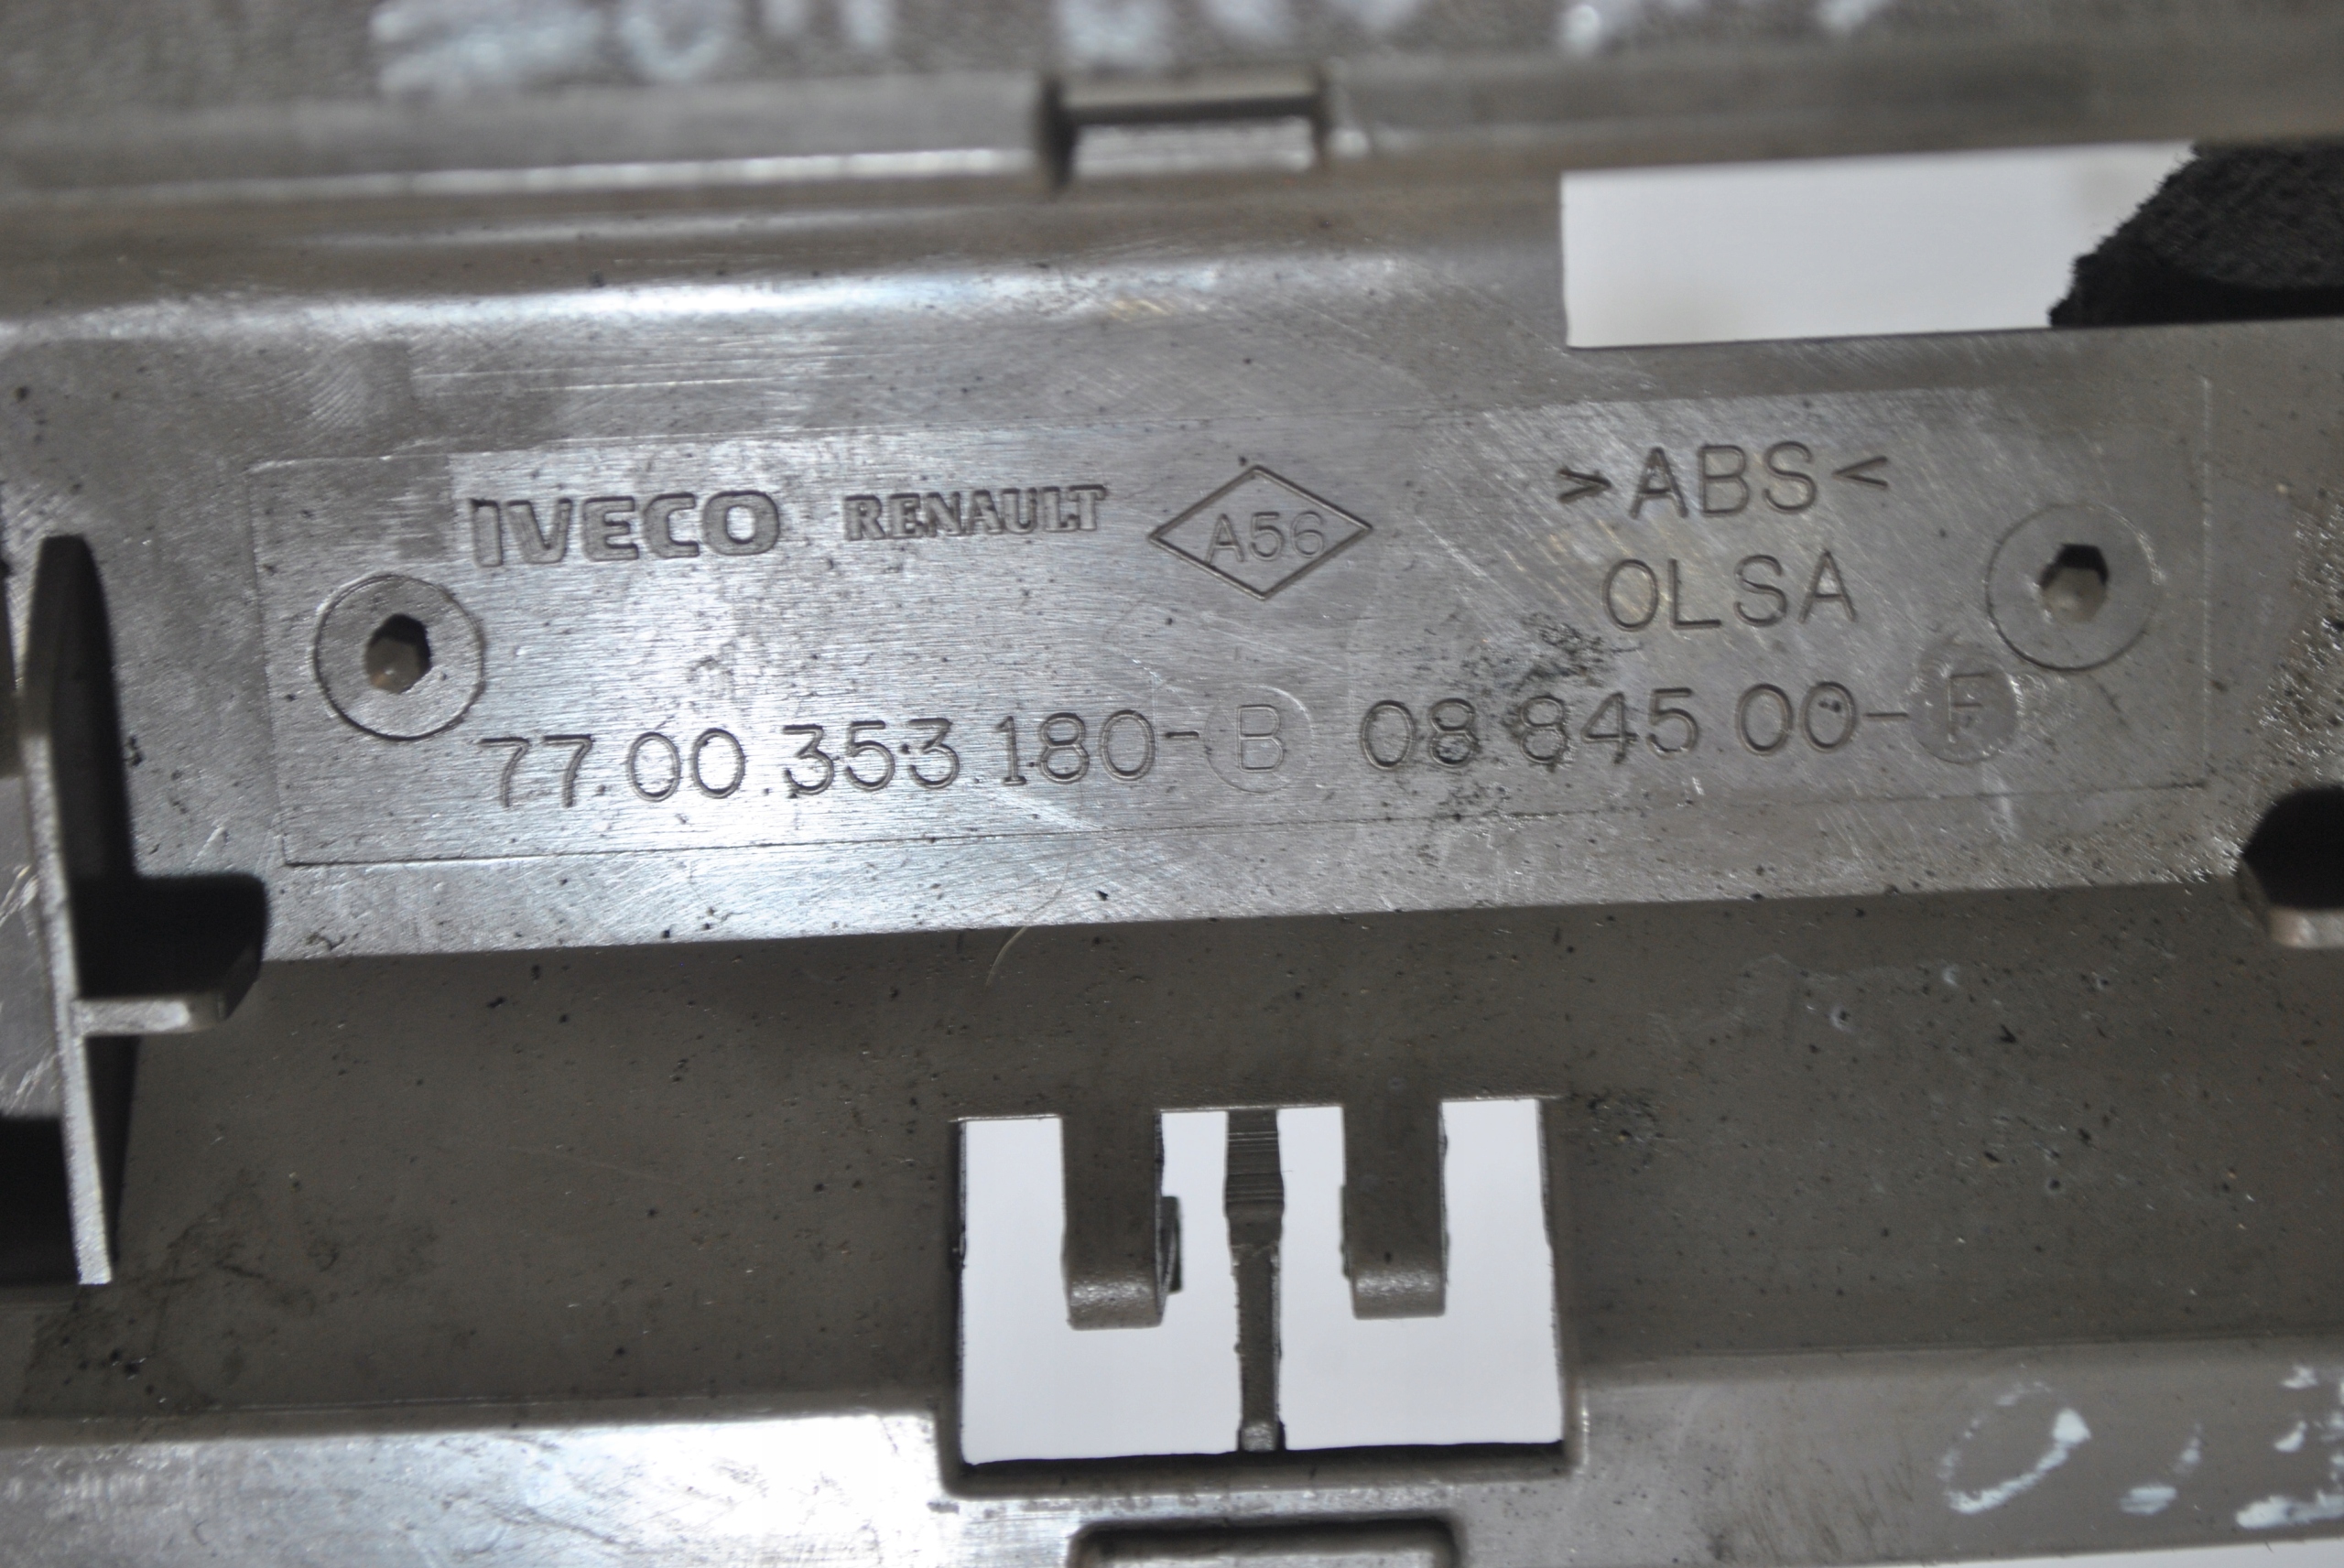 IVECO RENAULT A56 >ABS<
OLSA
77 00 353 180-B 08 845 00-F